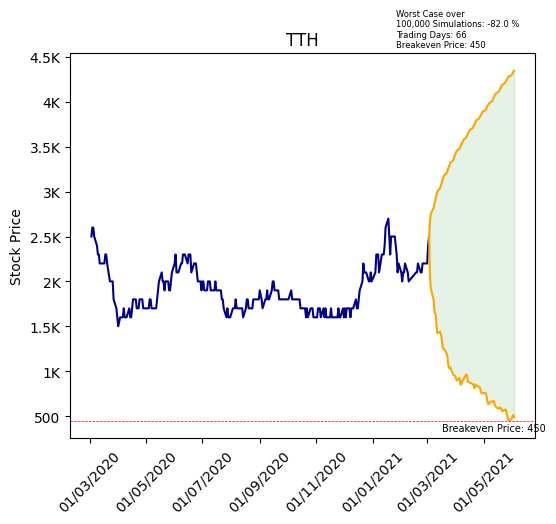 Worst Case over
100,000 Simulations: -82.0 %
Trading Days: 66
Breakeven Price: 450
TTH
4.5K
4K
3.5K
3K
2.5K
2K
1.5K
1K
500
Stock Price
Breakeven Price: 450
01/03/2020
01/05/2020
01/07/2020
01/09/2020
01/11/2020
01/01/2021
01/03/2021
01/05/2021